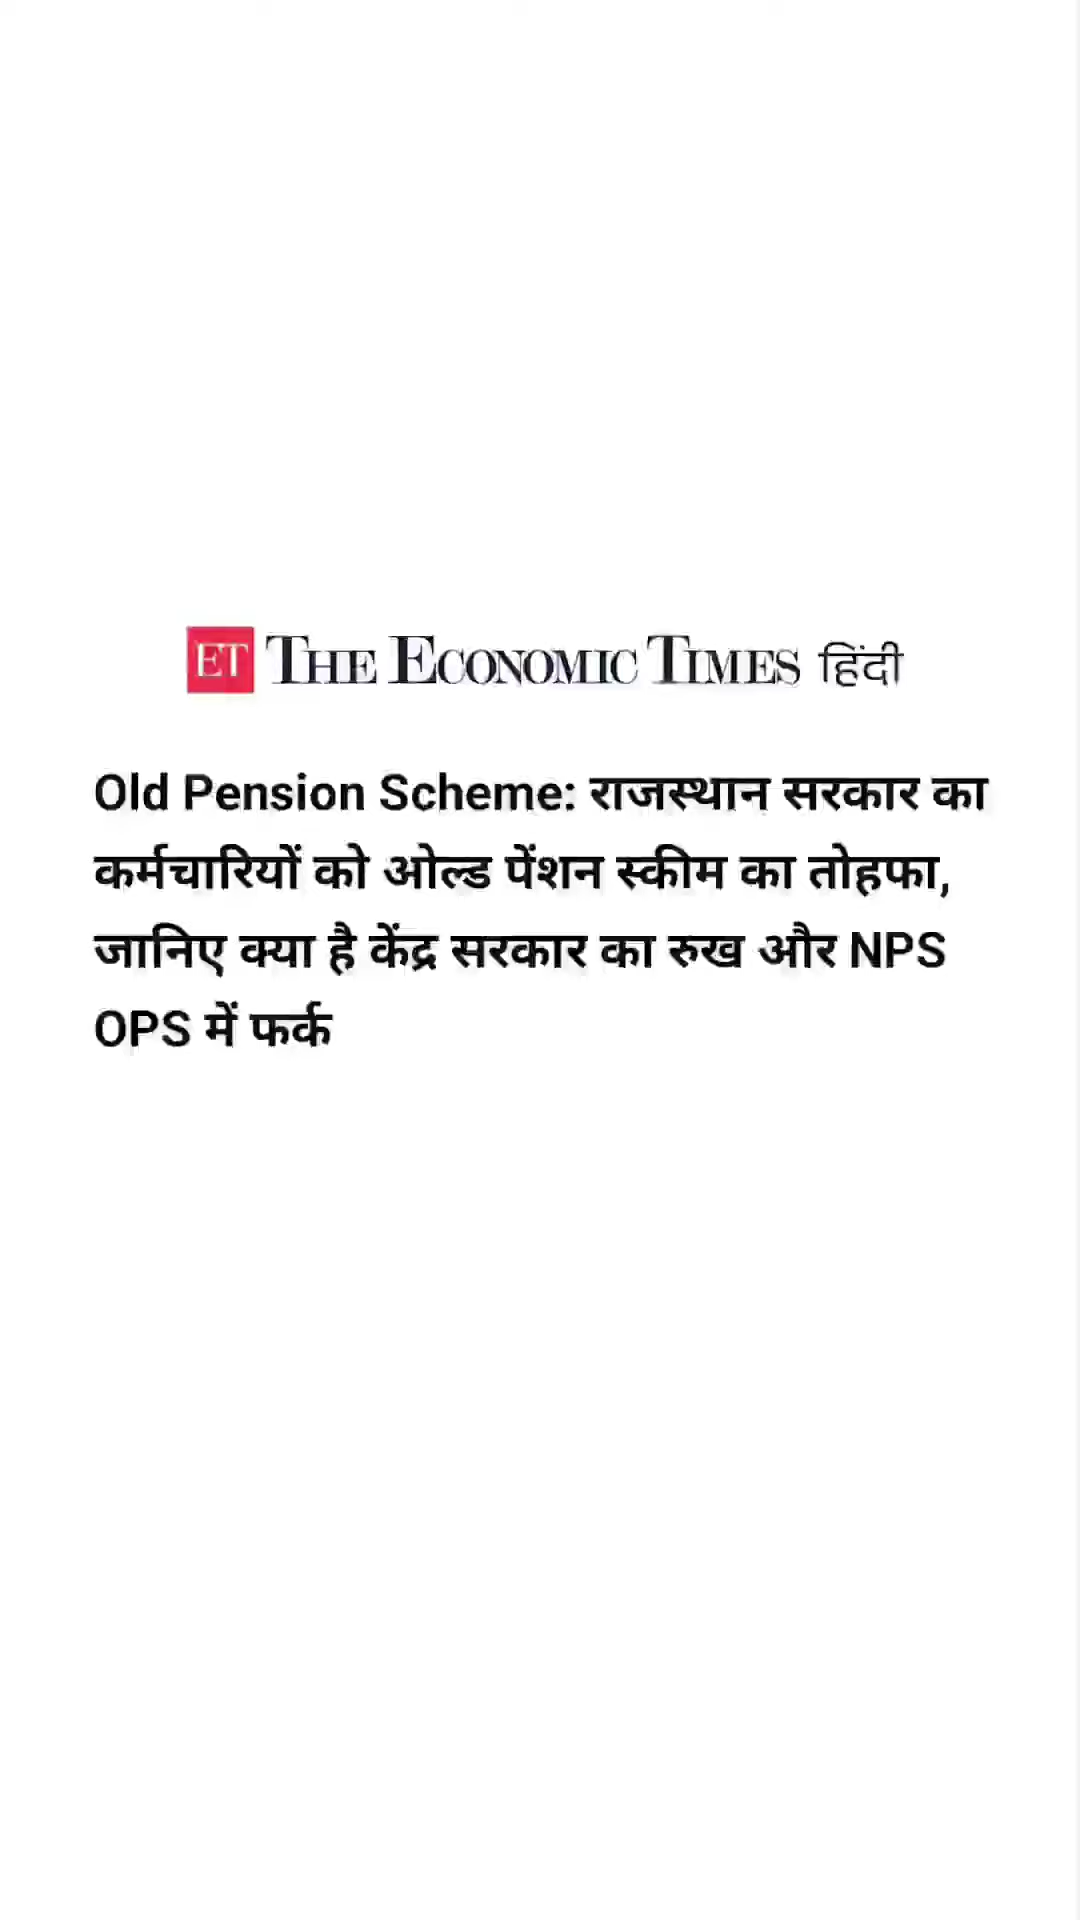 ET THE ECONOMIC TIMES हिंदी
Old Pension Scheme: राजस्थान सरकार का
कर्मचारियों को ओल्ड पेंशन स्कीम का तोहफा,
जानिए क्या है केंद्र सरकार का रुख और NPS
OPS में फर्क